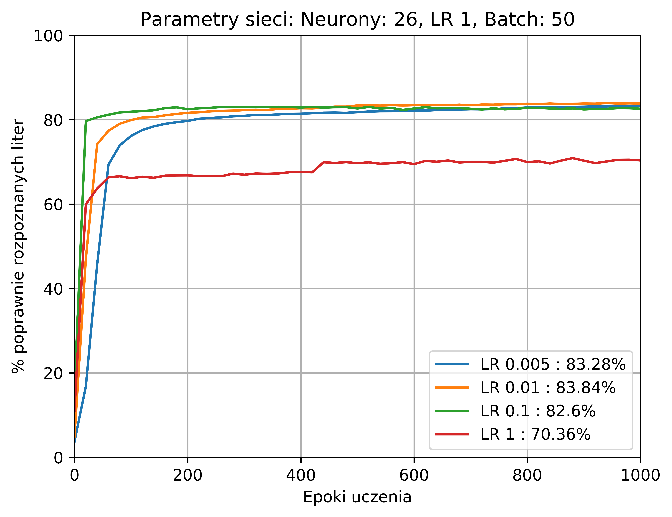 Parametry sieci: Neurony: 26, LR 1, Batch: 50
100
80
60
40
20
0
% poprawnie rozpoznanych liter
LR 0.005 : 83.28%
LR 0.01 : 83.84%
LR 0.1 : 82.6%
LR 1 : 70.36%
0 200 400 600 800 1000
Epoki uczenia